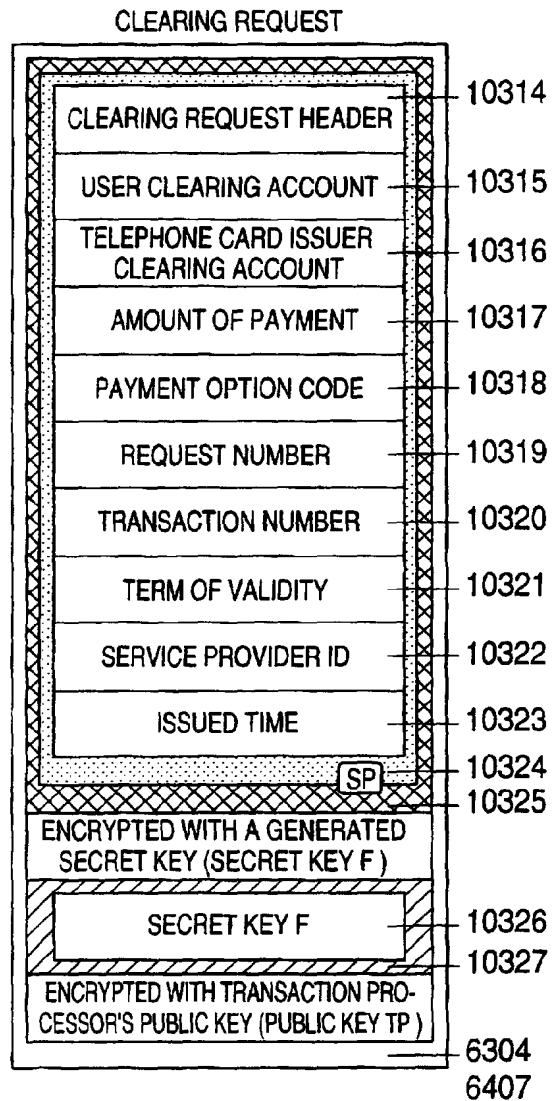 CLEARING REQUEST
CLEARING REQUEST HEADER 10314
USER CLEARING ACCOUNT 10315
TELEPHONE CARD ISSUER
CLEARING ACCOUNT 10316
AMOUNT OF PAYMENT 10317
PAYMENT OPTION CODE 10318
REQUEST NUMBER 10319
TRANSACTION NUMBER 10320
TERM OF VALIDITY 10321
SERVICE PROVIDER ID 10322
ISSUED TIME 10323
SP 10324
10325
ENCRYPTED WITH A GENERATED
SECRET KEY (SECRET KEY F )
SECRET KEY F 10326
10327
ENCRYPTED WITH TRANSACTION PRO-
CESSOR'S PUBLIC KEY (PUBLIC KEY TP )
6304
6407